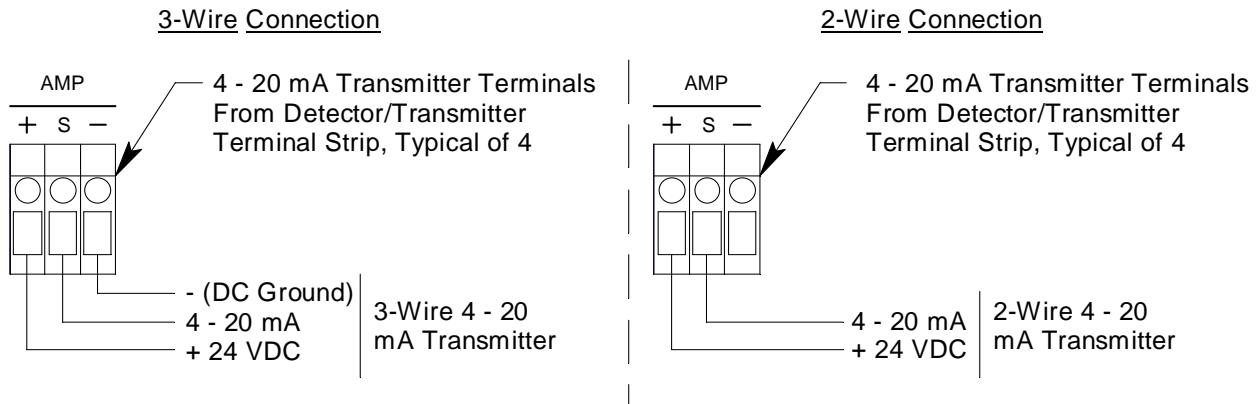 3-Wire Connection
AMP
+ S −
4 - 20 mA Transmitter Terminals
From Detector/Transmitter
Terminal Strip, Typical of 4
- (DC Ground)
4 - 20 mA
+ 24 VDC
3-Wire 4 - 20
mA Transmitter
2-Wire Connection
AMP
+ S −
4 - 20 mA Transmitter Terminals
From Detector/Transmitter
Terminal Strip, Typical of 4
4 - 20 mA
+ 24 VDC
2-Wire 4 - 20
mA Transmitter